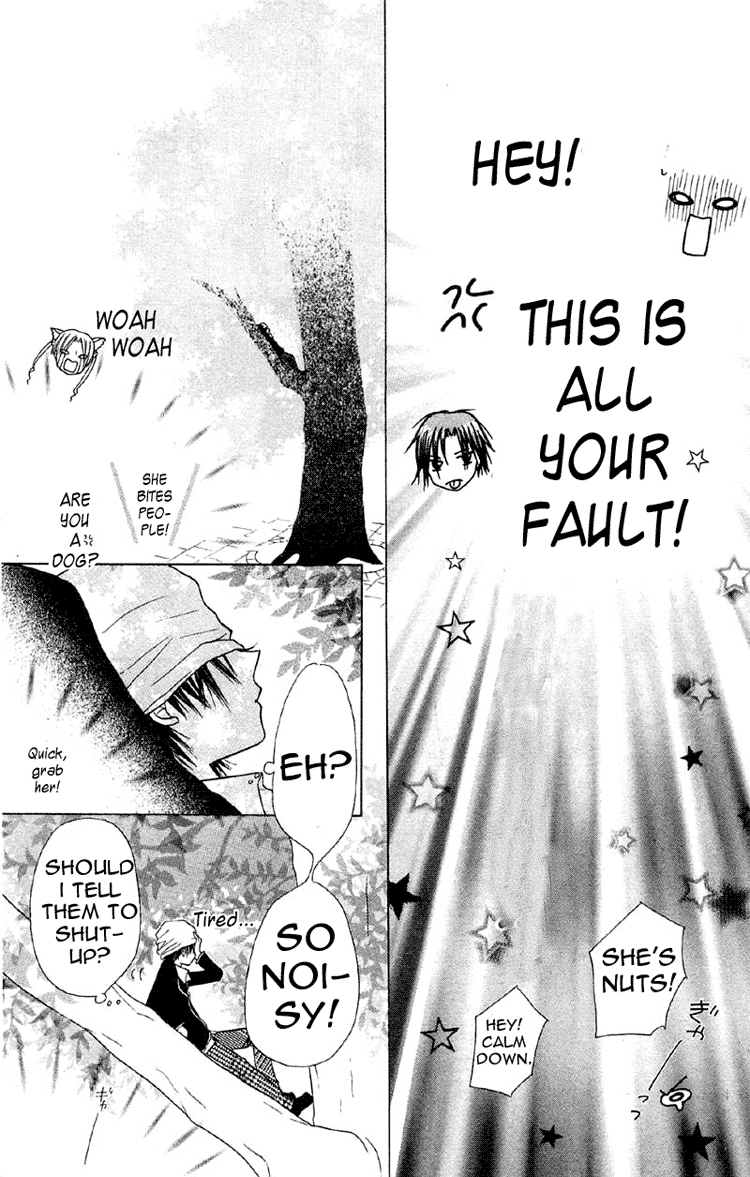 HEY!
THIS IS
ALL
YOUR
FAULT!
SHE'S
NUTS!
HEY!
CALM
DOWN.
WOAH
WOAH
SHE
BITES
PEO-
PLE!
ARE
YOU
A
DOG?
Quick,
grab
her!
EH?
SO
NOI-
SY!
Tired...
SHOULD
I TELL
THEM TO
SHUT-
UP?